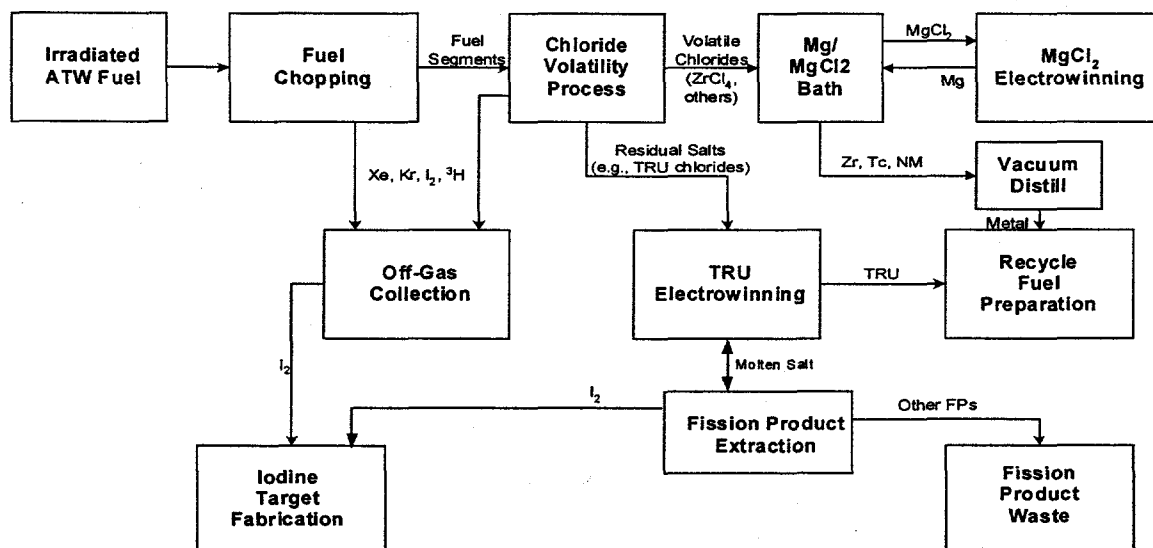 Irradiated
ATW Fuel
Fuel
Chopping
Fuel
Segments
Chloride
Volatility
Process
Volatile
Chlorides
(ZrCl4,
others)
Mg/
MgCl2
Bath
MgCl2
Mg
MgCl2
Electrowinning
Xe, Kr, I2, 3H
Residual Salts
(e.g., TRU chlorides)
Zr, Tc, NM
Vacuum
Distill
Metal
Off-Gas
Collection
TRU
Electrowinning
TRU
Recycle
Fuel
Preparation
I2
Molten Salt
I2
Fission Product
Extraction
Other FPs
Iodine
Target
Fabrication
Fission
Product
Waste